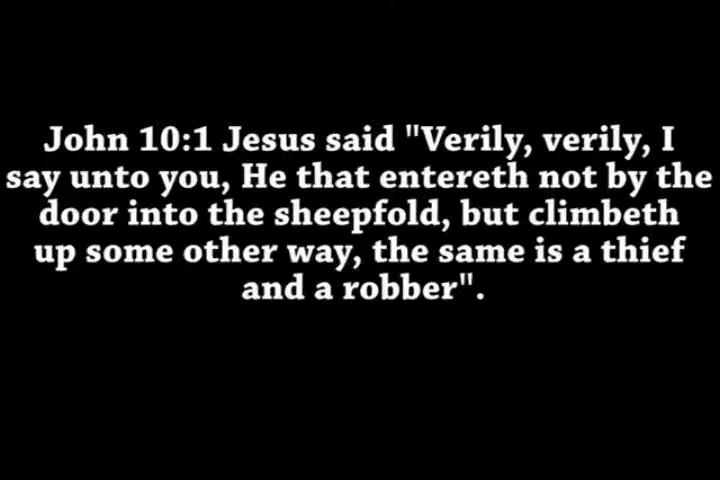 John 10:1 Jesus said "Verily, verily, I
say unto you, He that entereth not by the
door into the sheepfold, but climbeth
up some other way, the same is a thief
and a robber".